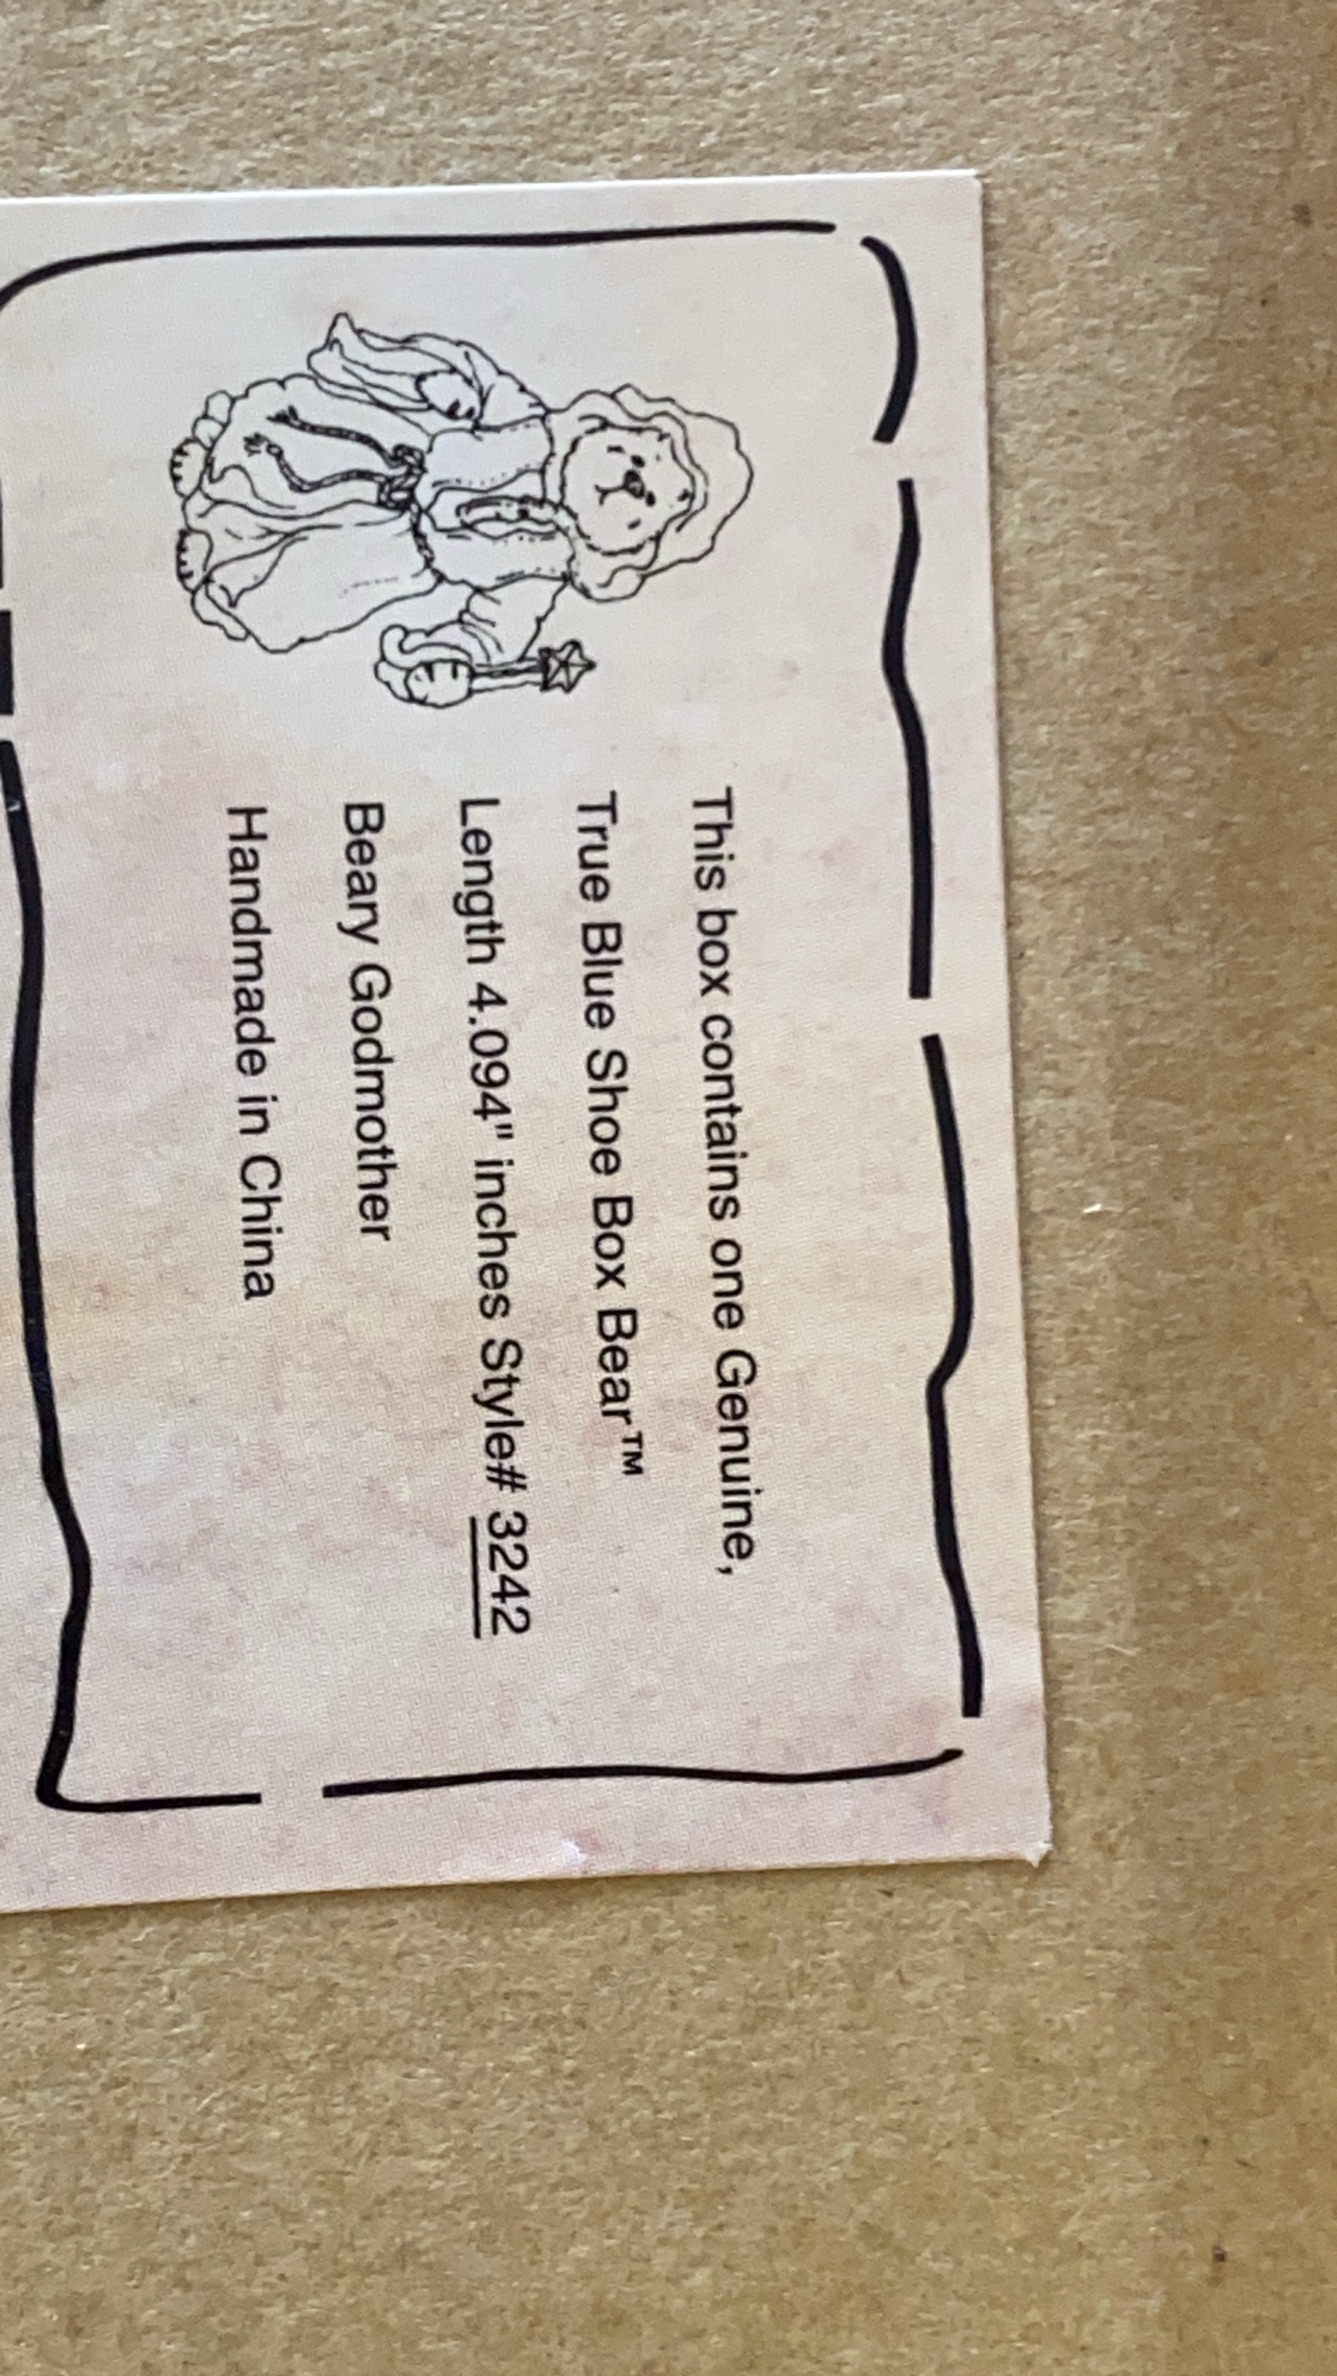 This box contains one Genuine,
True Blue Shoe Box Bear™
Length 4.094" inches Style# 3242
Beary Godmother
Handmade in China